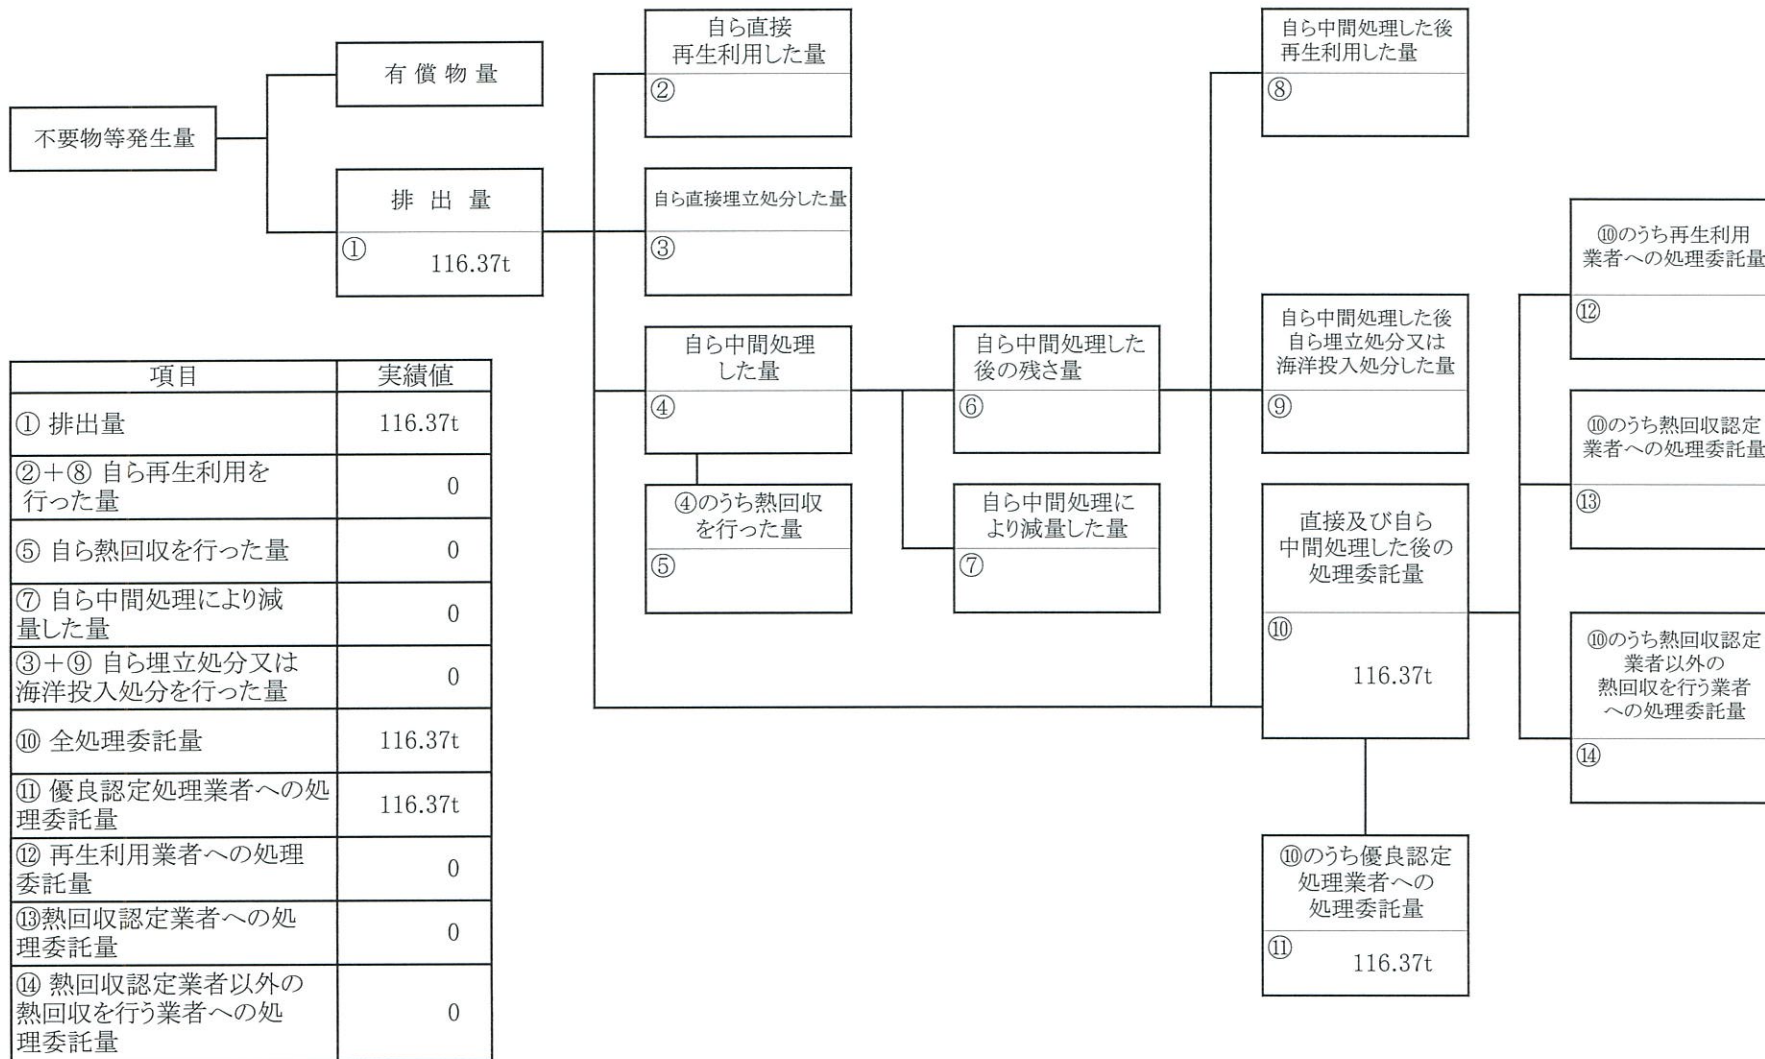 不要物等発生量
有償物量
排出量
①
116.37t
自ら直接
再生利用した量
②
自ら直接埋立処分した量
③
自ら中間処理
した量
④
④のうち熱回収
を行った量
⑤
自ら中間処理した
後の残さ量
⑥
自ら中間処理に
より減量した量
⑦
自ら中間処理した後
再生利用した量
⑧
自ら中間処理した後
自ら埋立処分又は
海洋投入処分した量
⑨
直接及び自ら
中間処理した後の
処理委託量
⑩
116.37t
⑩のうち優良認定
処理業者への
処理委託量
⑪
116.37t
⑩のうち再生利用
業者への処理委託量
⑫
⑩のうち熱回収認定
業者への処理委託量
⑬
⑩のうち熱回収認定
業者以外の
熱回収を行う業者
への処理委託量
⑭
項目 実績値
① 排出量 116.37t
②+⑧ 自ら再生利用を
行った量 0
⑤ 自ら熱回収を行った量 0
⑦ 自ら中間処理により減
量した量 0
③+⑨ 自ら埋立処分又は
海洋投入処分を行った量 0
⑩ 全処理委託量 116.37t
⑪ 優良認定処理業者への処
理委託量 116.37t
⑫ 再生利用業者への処理
委託量 0
⑬熱回収認定業者への処
理委託量 0
⑭ 熱回収認定業者以外の
熱回収を行う業者への処
理委託量 0